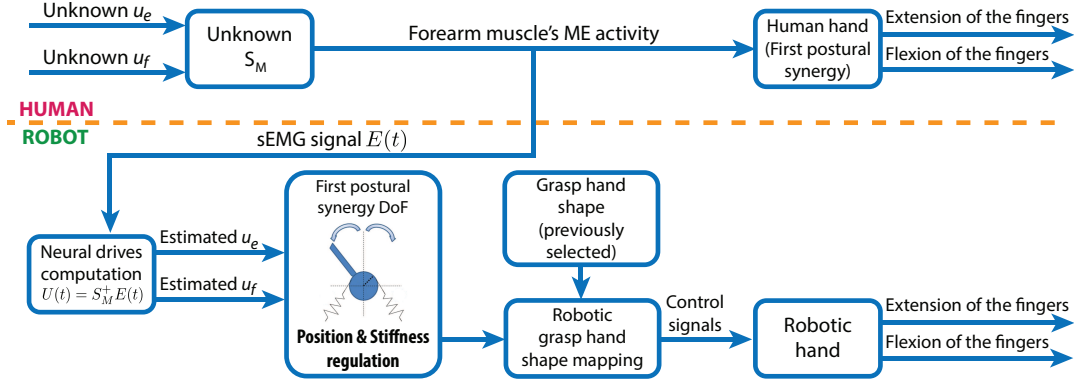 Unknown u_e
Unknown u_f
Unknown
S_M
Forearm muscle's ME activity
Human hand
(First postural
synergy)
Extension of the fingers
Flexion of the fingers
HUMAN
ROBOT
sEMG signal E(t)
Neural drives
computation
U(t) = S_M^+ E(t)
Estimated u_e
Estimated u_f
First postural
synergy DoF
Position & Stiffness
regulation
Grasp hand
shape
(previously
selected)
Robotic
grasp hand
shape mapping
Control
signals
Robotic
hand
Extension of the fingers
Flexion of the fingers